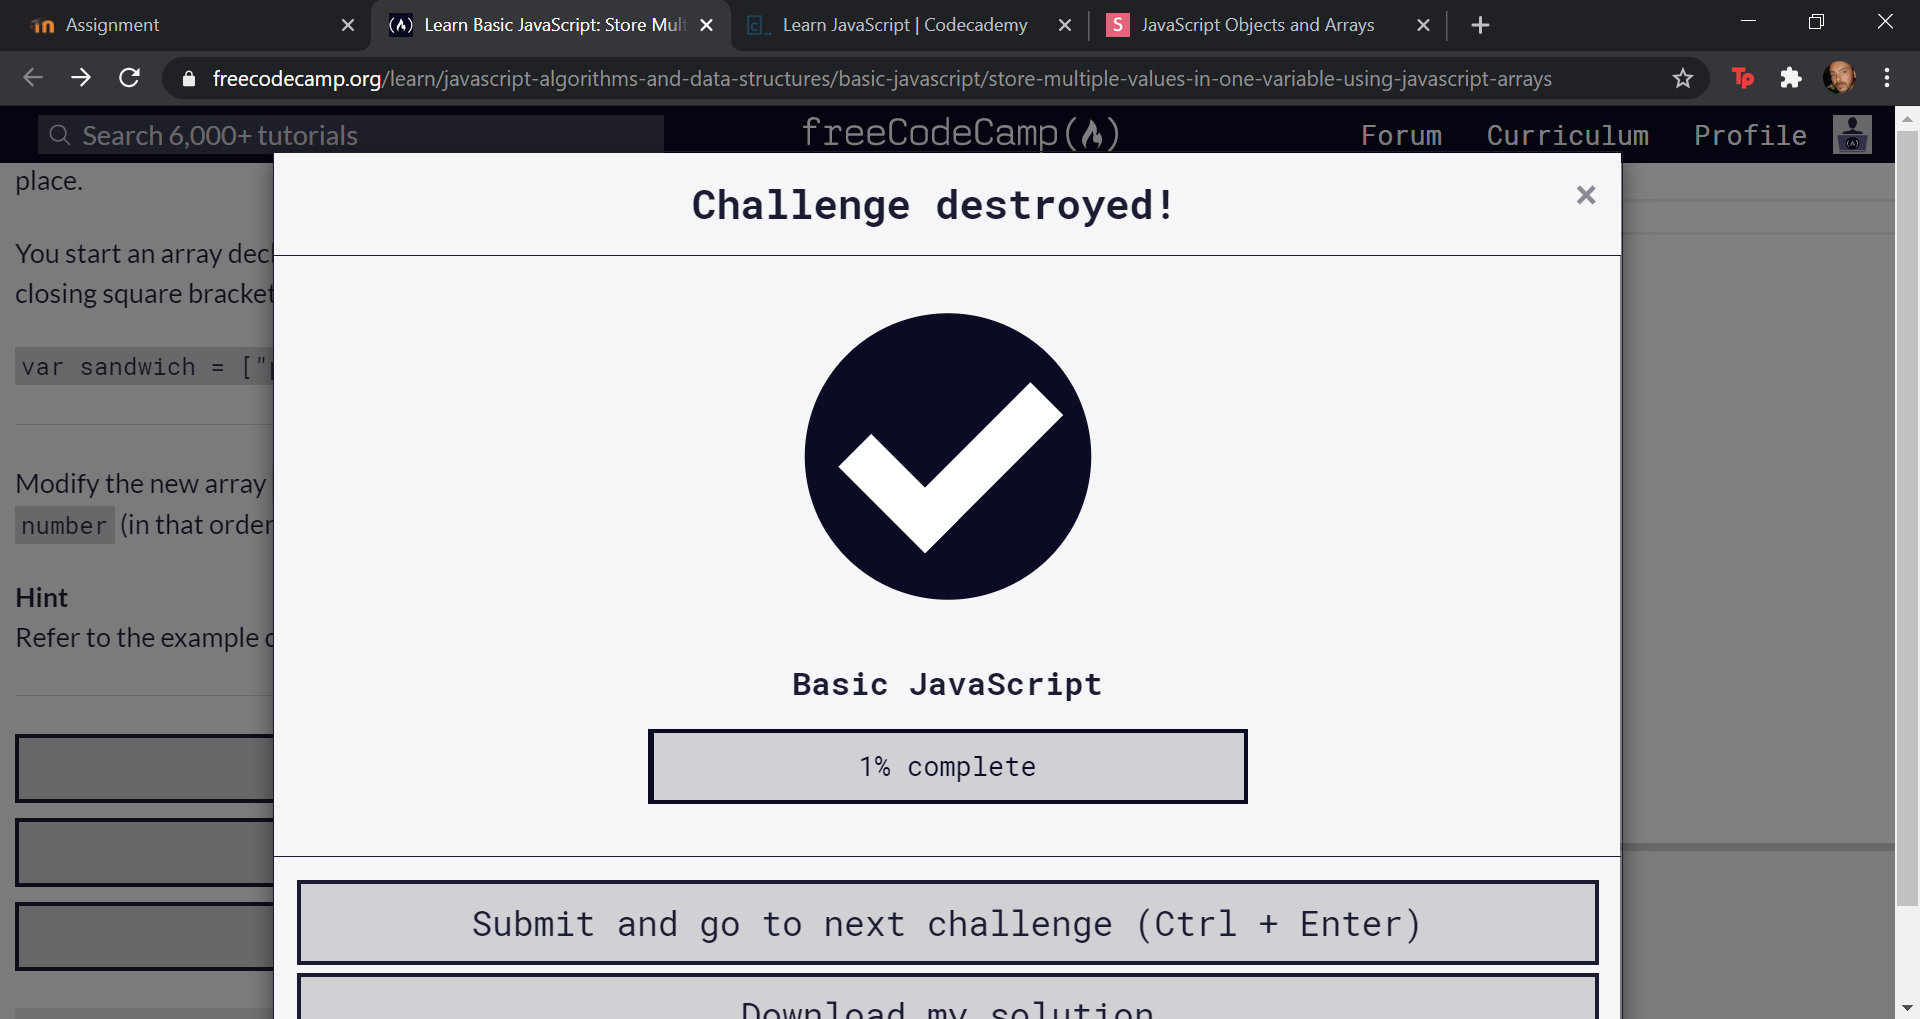 Assignment
Learn Basic JavaScript: Store Mult
Learn JavaScript | Codecademy
S JavaScript Objects and Arrays
freecodecamp.org/learn/javascript-algorithms-and-data-structures/basic-javascript/store-multiple-values-in-one-variable-using-javascript-arrays
Tp
Search 6,000+ tutorials
freeCodeCamp
Forum
Curriculum
Profile
place.
You start an array decl
closing square bracket
var sandwich = ["p
Modify the new array
number (in that order
Hint
Refer to the example c
Challenge destroyed!
Basic JavaScript
1% complete
Submit and go to next challenge (Ctrl + Enter)
Download my solution